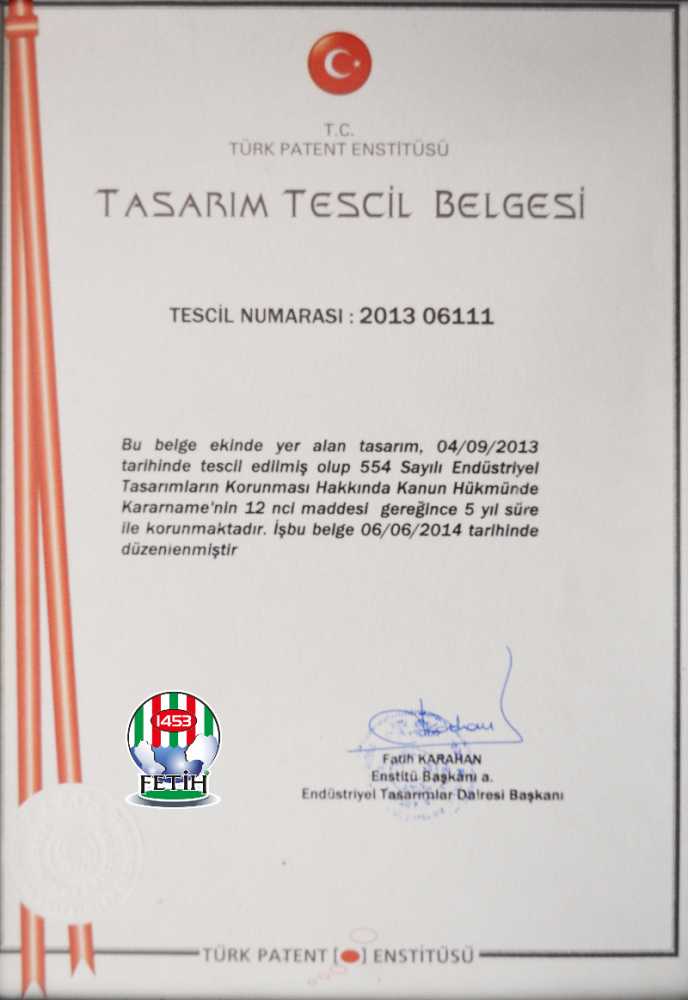 T.C.
TÜRK PATENT ENSTİTÜSÜ
TASARIM TESCİL BELGESİ
TESCİL NUMARASI : 2013 06111
Bu belge ekinde yer alan tasarım, 04/09/2013
tarihinde tescil edilmiş olup 554 Sayılı Endüstriyel
Tasarımların Korunması Hakkında Kanun Hükmünde
Kararname'nin 12 nci maddesi gereğince 5 yıl süre
ile korunmaktadır. İşbu belge 06/06/2014 tarihinde
düzenlenmiştir
1453
FETİH
Fatih KARAHAN
Enstitü Başkanı a.
Endüstriyel Tasarımlar Dairesi Başkanı
TÜRK PATENT [●] ENSTİTÜSÜ